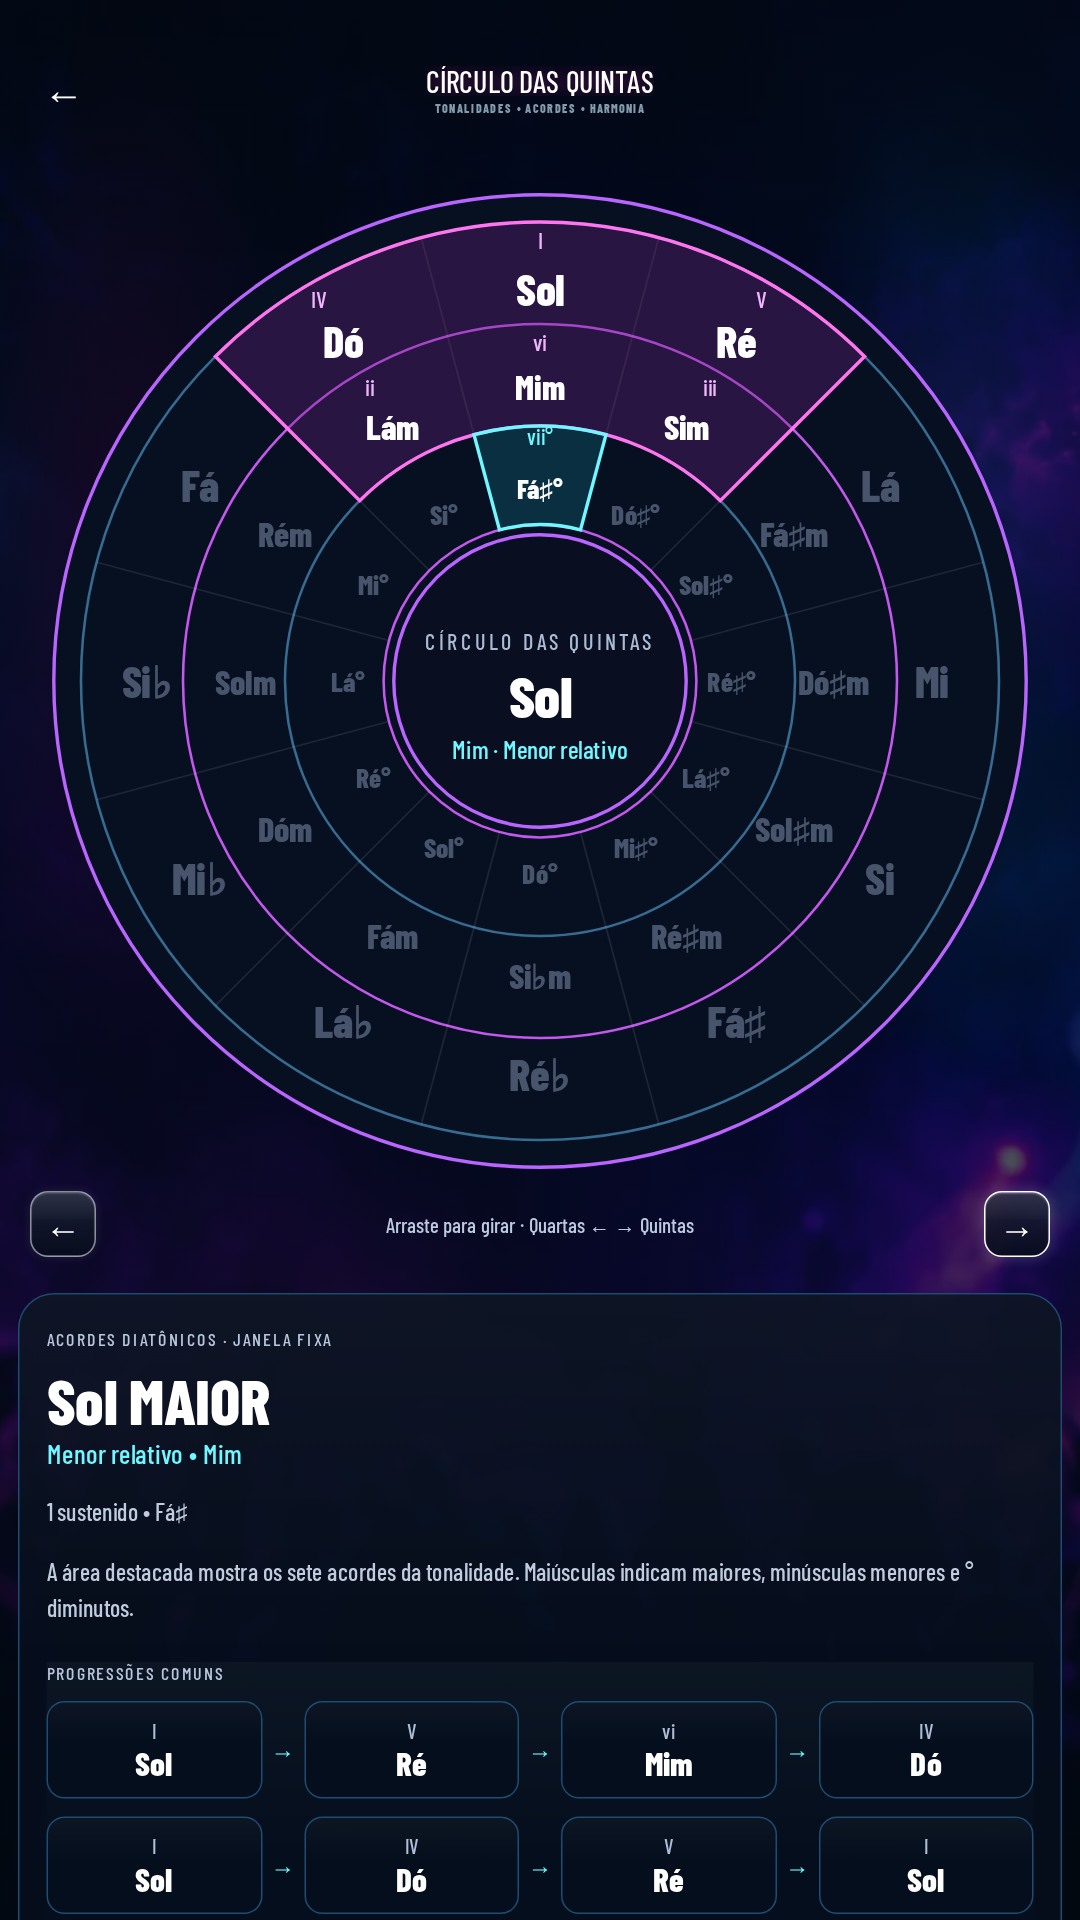 ←
CÍRCULO DAS QUINTAS
TONALIDADES • ACORDES • HARMONIA
I
Sol
IV
Dó
V
Ré
vi
Mim
ii
Lám
iii
Sim
vii°
Fá♯°
Fá
Rém
Si°
Dó♯°
Fá♯m
Lá
Mi°
Sol♯°
Si♭
Solm
Lá°
CÍRCULO DAS QUINTAS
Sol
Mim · Menor relativo
Ré♯°
Dó♯m
Mi
Ré°
Lá♯°
Mi♭
Dóm
Sol°
Dó°
Mi♯°
Sol♯m
Si
Fám
Si♭m
Ré♯m
Lá♭
Ré♭
Fá♯
←
Arraste para girar · Quartas ← → Quintas
→
ACORDES DIATÔNICOS · JANELA FIXA
Sol MAIOR
Menor relativo • Mim
1 sustenido • Fá♯
A área destacada mostra os sete acordes da tonalidade. Maiúsculas indicam maiores, minúsculas menores e °
diminutos.
PROGRESSÕES COMUNS
I → V → vi → IV
Sol Ré Mim Dó
I → IV → V → I
Sol Dó Ré Sol